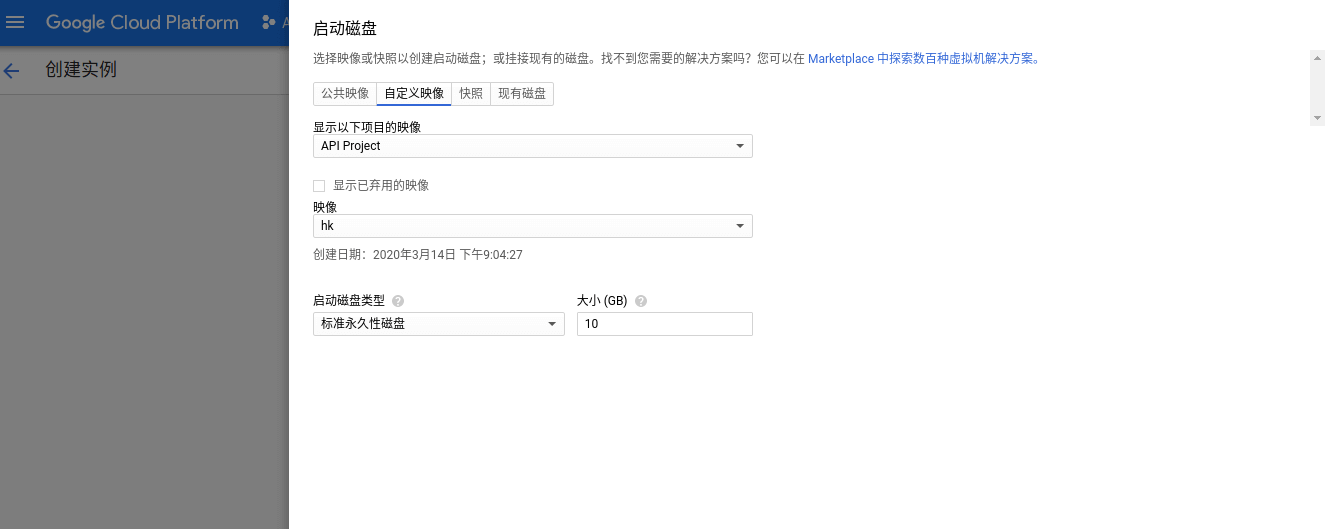 Google Cloud Platform
A
创建实例
启动磁盘
选择映像或快照以创建启动磁盘；或挂接现有的磁盘。找不到您需要的解决方案吗？您可以在 Marketplace 中探索数百种虚拟机解决方案。
公共映像 自定义映像 快照 现有磁盘
显示以下项目的映像
API Project
显示已弃用的映像
映像
hk
创建日期：2020年3月14日 下午9:04:27
启动磁盘类型 ? 大小 (GB) ?
标准永久性磁盘 10